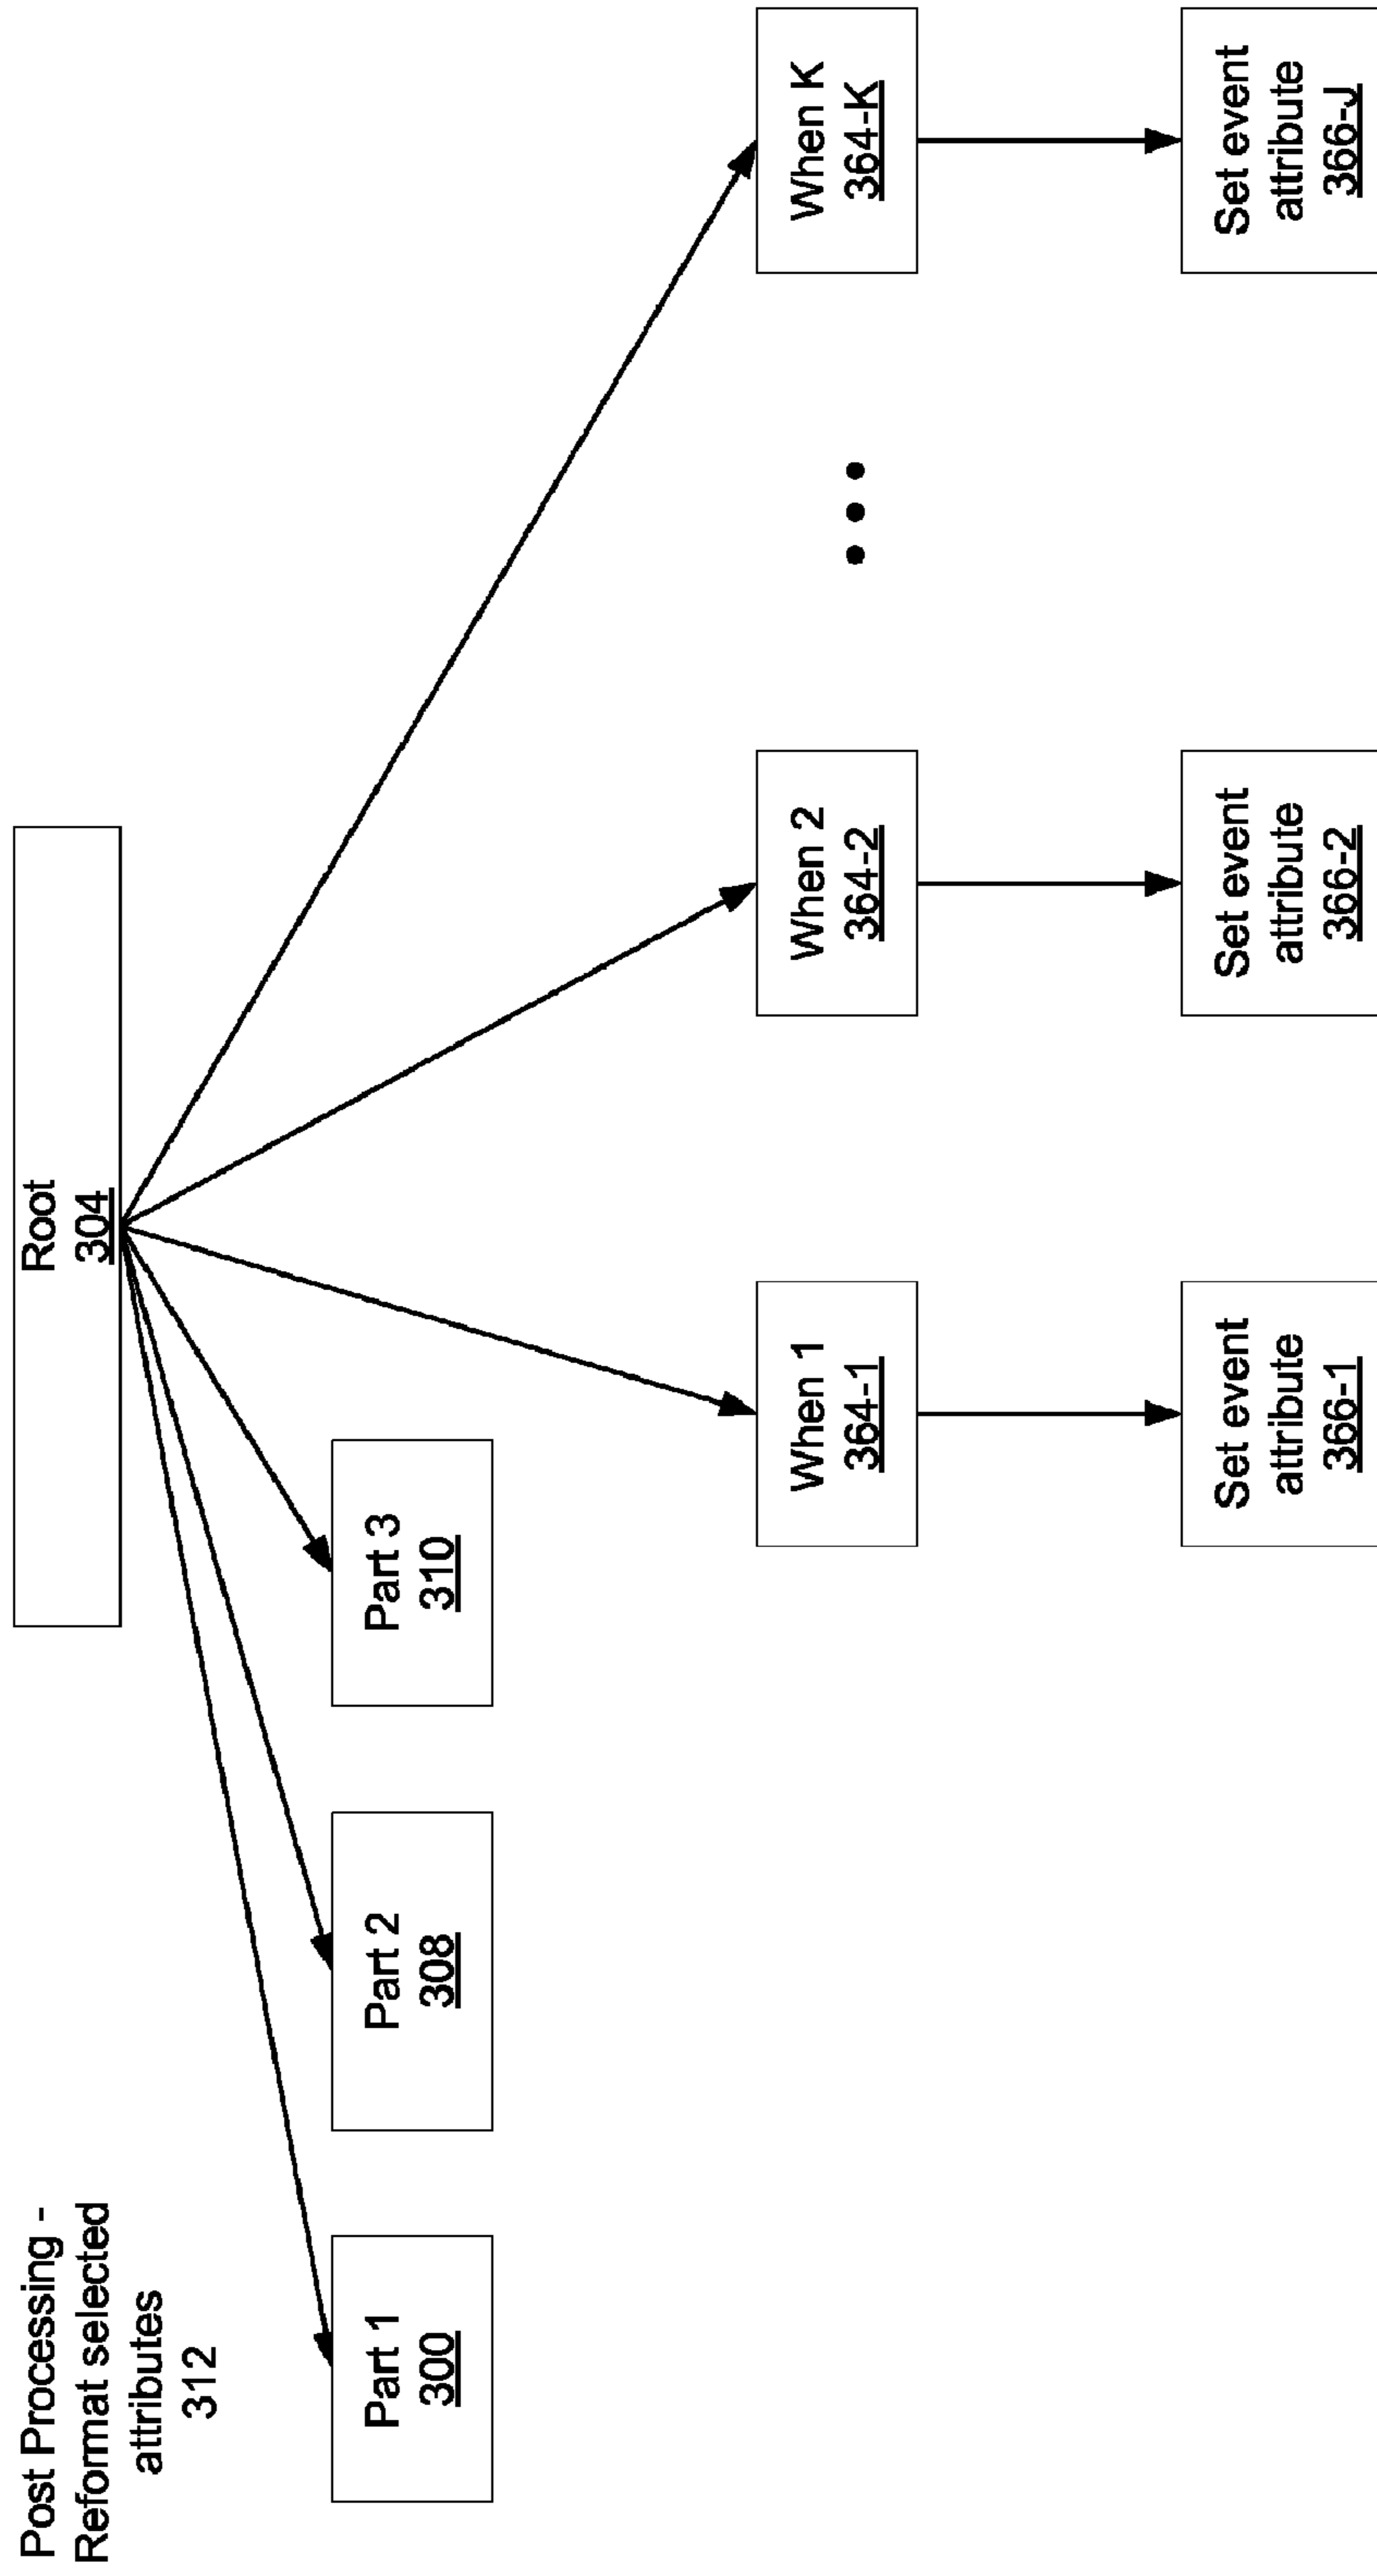 Post Processing -
Reformat selected
attributes
312
Root
304
Part 1
300
Part 2
308
Part 3
310
When 1
364-1
When 2
364-2
When K
364-K
Set event
attribute
366-1
Set event
attribute
366-2
Set event
attribute
366-J